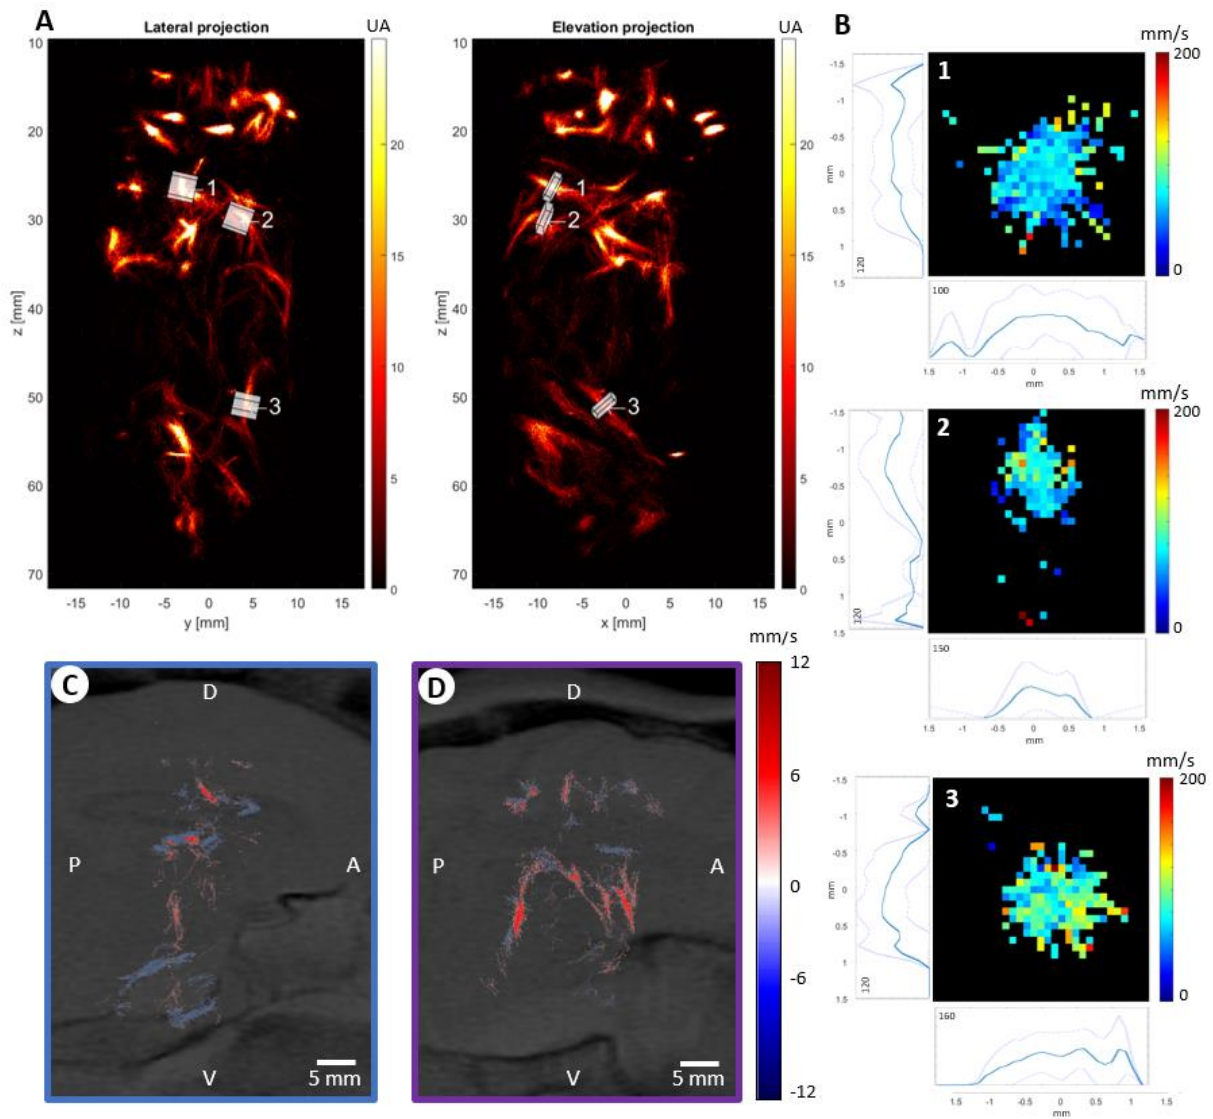 A
Lateral projection
UA
10
20
30
40
50
60
70
z [mm]
-15 -10 -5 0 5 10 15
y [mm]
20
15
10
5
0
1
2
3
Elevation projection
UA
10
20
30
40
50
60
70
z [mm]
-15 -10 -5 0 5 10 15
x [mm]
20
15
10
5
0
1
2
3
B
mm/s
1
200
0
-1.5
-1
-0.5
0
0.5
1
1.5
mm
120
100
1.5 -1 -0.5 0 0.5 1 1.5
mm
mm/s
2
200
0
-1.5
-1
-0.5
0
0.5
1
1.5
mm
120
150
1.5 -1 -0.5 0 0.5 1 1.5
mm
mm/s
3
200
0
-1.5
-1
-0.5
0
0.5
1
1.5
mm
120
160
1.5 -1 -0.5 0 0.5 1 1.5
mm
C
D
P
A
V
5 mm
D
D
P
A
V
5 mm
mm/s
12
6
0
-6
-12